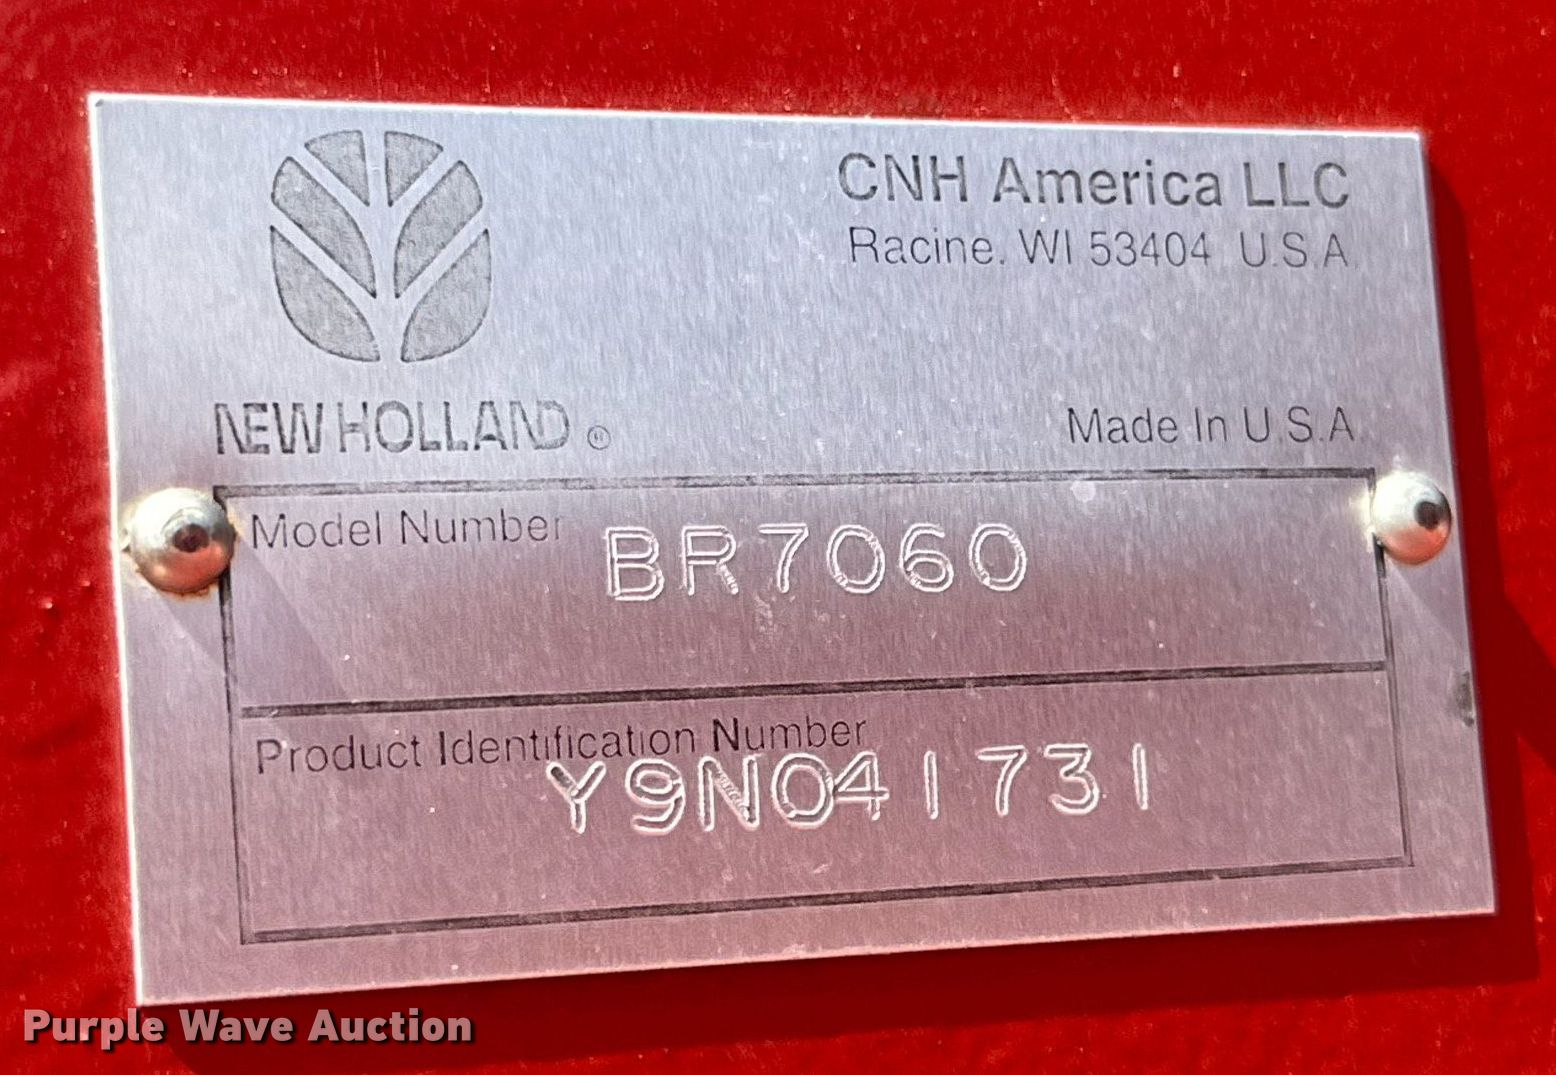 CNH America LLC
Racine, WI 53404 U.S.A.
NEW HOLLAND ®
Made In U.S.A.
Model Number BR7060
Product Identification Number
Y9N041731
Purple Wave Auction